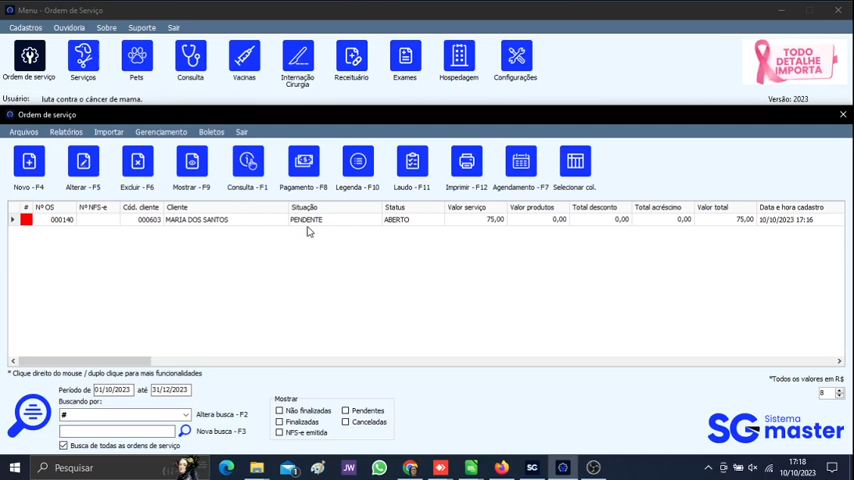 Menu - Ordem de Serviço
Cadastros Ouvidoria Sobre Suporte Sair
Ordem de serviço Serviços Pets Consulta Vacinas Internação Cirurgia Receituário Exames Hospedagem Configurações
TODO DETALHE IMPORTA
Usuário: luta contra o câncer de mama. Versão: 2023
Ordem de serviço
Arquivos Relatórios Importar Gerenciamento Boletos Sair
Novo - F4 Alterar - F5 Excluir - F6 Mostrar - F9 Consulta - F1 Pagamento - F8 Legenda - F10 Laudo - F11 Imprimir - F12 Agendamento - F7 Selecionar col.
# Nº OS Nº NFS-e Cód. cliente Cliente Situação Status Valor serviço Valor produtos Total desconto Total acréscimo Valor total Data e hora cadastro
000140 000603 MARIA DOS SANTOS PENDENTE ABERTO 75,00 0,00 0,00 0,00 75,00 10/10/2023 17:16
* Clique direito do mouse / duplo clique para mais funcionalidades
*Todos os valores em R$
8
Período de 01/10/2023 até 31/12/2023
Buscando por:
# Altera busca - F2
Nova busca - F3
Busca de todas as ordens de serviço
Mostrar
Não finalizadas Pendentes
Finalizadas Canceladas
NFS-e emitida
SG Sistema master
Pesquisar
JW
SG
17:18
10/10/2023